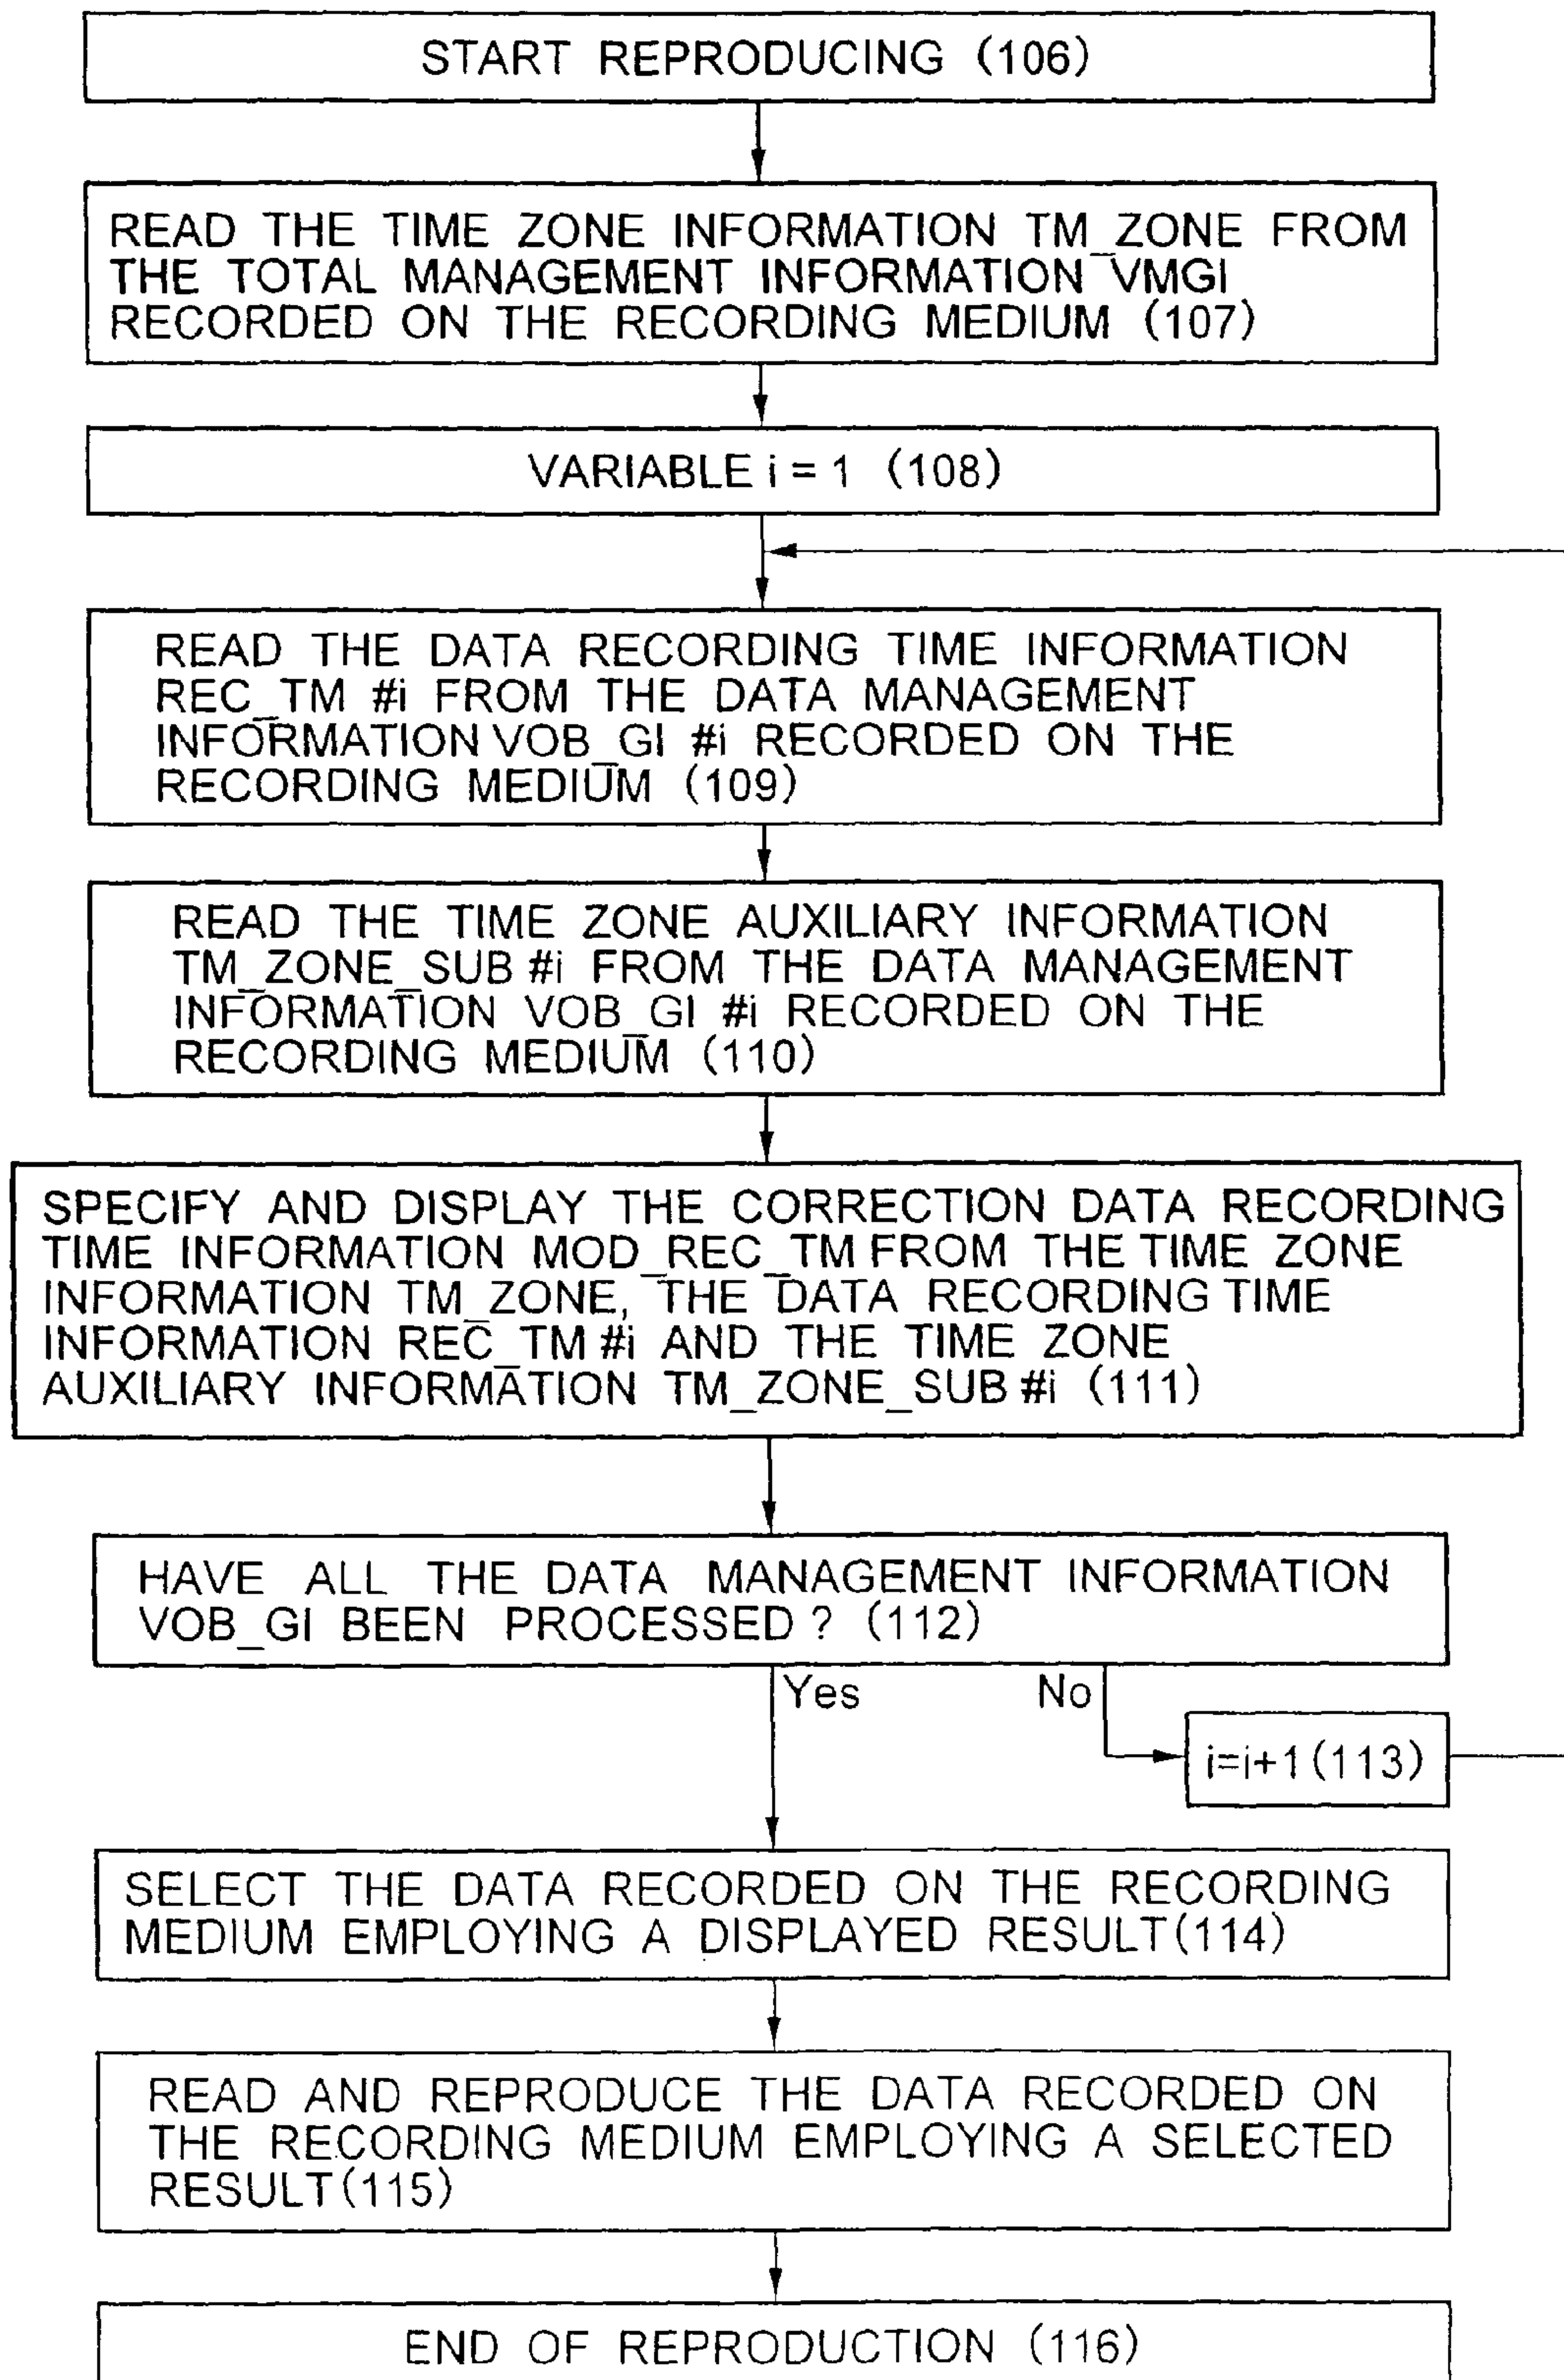 START REPRODUCING (106)
READ THE TIME ZONE INFORMATION TM_ZONE FROM
THE TOTAL MANAGEMENT INFORMATION VMGI
RECORDED ON THE RECORDING MEDIUM (107)
VARIABLE i = 1 (108)
READ THE DATA RECORDING TIME INFORMATION
REC_TM #i FROM THE DATA MANAGEMENT
INFORMATION VOB_GI #i RECORDED ON THE
RECORDING MEDIUM (109)
READ THE TIME ZONE AUXILIARY INFORMATION
TM_ZONE_SUB #i FROM THE DATA MANAGEMENT
INFORMATION VOB_GI #i RECORDED ON THE
RECORDING MEDIUM (110)
SPECIFY AND DISPLAY THE CORRECTION DATA RECORDING
TIME INFORMATION MOD_REC_TM FROM THE TIME ZONE
INFORMATION TM_ZONE, THE DATA RECORDING TIME
INFORMATION REC_TM #i AND THE TIME ZONE
AUXILIARY INFORMATION TM_ZONE_SUB #i (111)
HAVE ALL THE DATA MANAGEMENT INFORMATION
VOB_GI BEEN PROCESSED ? (112)
Yes No
i=i+1 (113)
SELECT THE DATA RECORDED ON THE RECORDING
MEDIUM EMPLOYING A DISPLAYED RESULT(114)
READ AND REPRODUCE THE DATA RECORDED ON
THE RECORDING MEDIUM EMPLOYING A SELECTED
RESULT(115)
END OF REPRODUCTION (116)